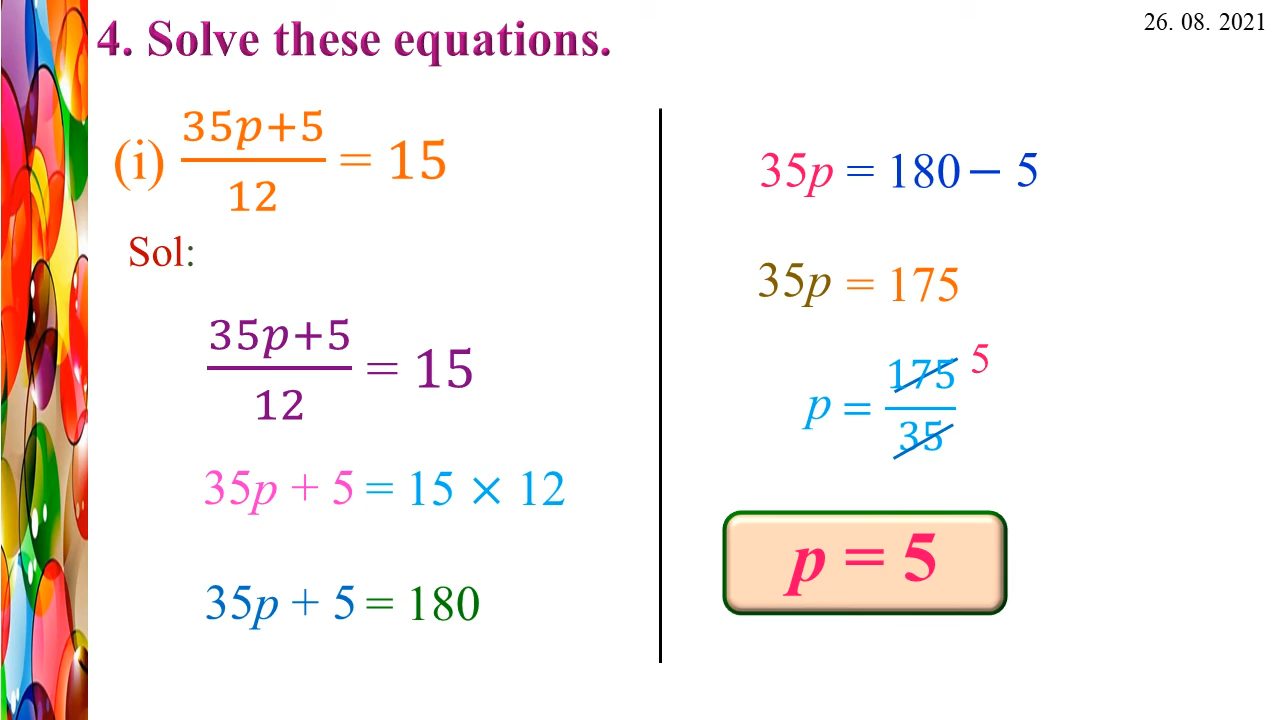 26. 08. 2021
4. Solve these equations.
(i) (35p+5)/12 = 15
Sol:
(35p+5)/12 = 15
35p + 5 = 15 × 12
35p + 5 = 180
35p = 180 − 5
35p = 175
p = 175/35 5
p = 5